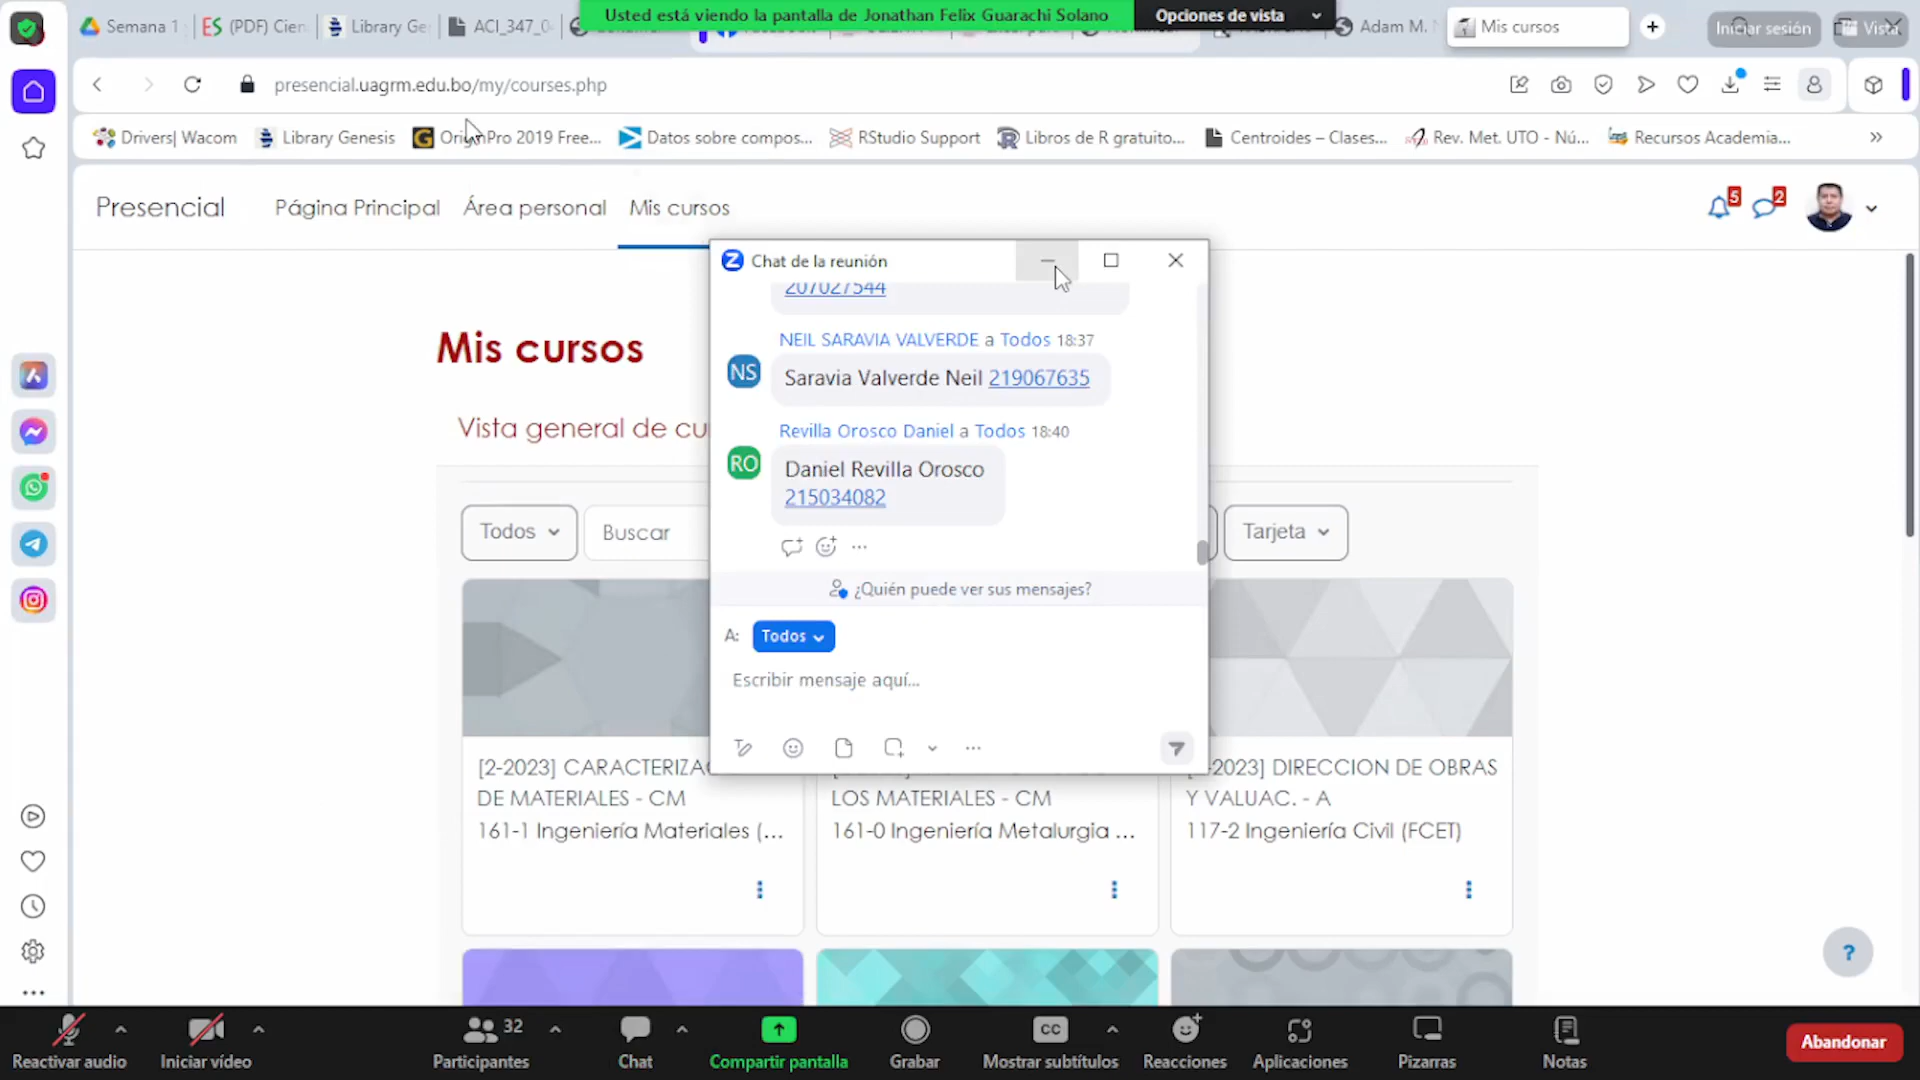 Usted está viendo la pantalla de Jonathan Felix Guarachi Solano
Opciones de vista
Semana 1
(PDF) Cien
Library Ge
ACI_347_0
Adam M.
Mis cursos
Iniciar sesión
Vista
presencial.uagrm.edu.bo/my/courses.php
Drivers| Wacom
Library Genesis
OriginPro 2019 Free...
Datos sobre compos...
RStudio Support
Libros de R gratuito...
Centroides – Clases...
Rev. Met. UTO - Nú...
Recursos Academia...
Presencial
Página Principal
Área personal
Mis cursos
5
2
Mis cursos
Vista general de cu
Todos
Buscar
Tarjeta
Chat de la reunión
207027544
NEIL SARAVIA VALVERDE a Todos 18:37
NS
Saravia Valverde Neil 219067635
Revilla Orosco Daniel a Todos 18:40
RO
Daniel Revilla Orosco
215034082
¿Quién puede ver sus mensajes?
A: Todos
Escribir mensaje aquí...
[2-2023] CARACTERIZA
DE MATERIALES - CM
161-1 Ingeniería Materiales (...
LOS MATERIALES - CM
161-0 Ingeniería Metalurgia ...
-2023] DIRECCION DE OBRAS
Y VALUAC. - A
117-2 Ingeniería Civil (FCET)
?
Reactivar audio
Iniciar vídeo
32
Participantes
Chat
Compartir pantalla
Grabar
CC
Mostrar subtítulos
Reacciones
Aplicaciones
Pizarras
Notas
Abandonar